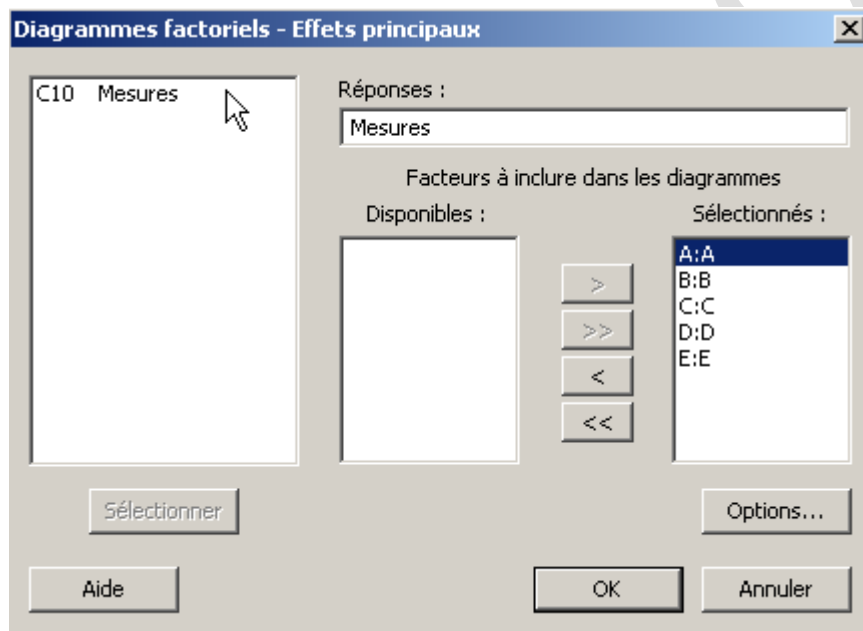 Diagrammes factoriels - Effets principaux
C10 Mesures
Réponses :
Mesures
Facteurs à inclure dans les diagrammes
Disponibles :
Sélectionnés :
A:A
B:B
C:C
D:D
E:E
>
>>
<
<<
Sélectionner
Options...
Aide
OK
Annuler